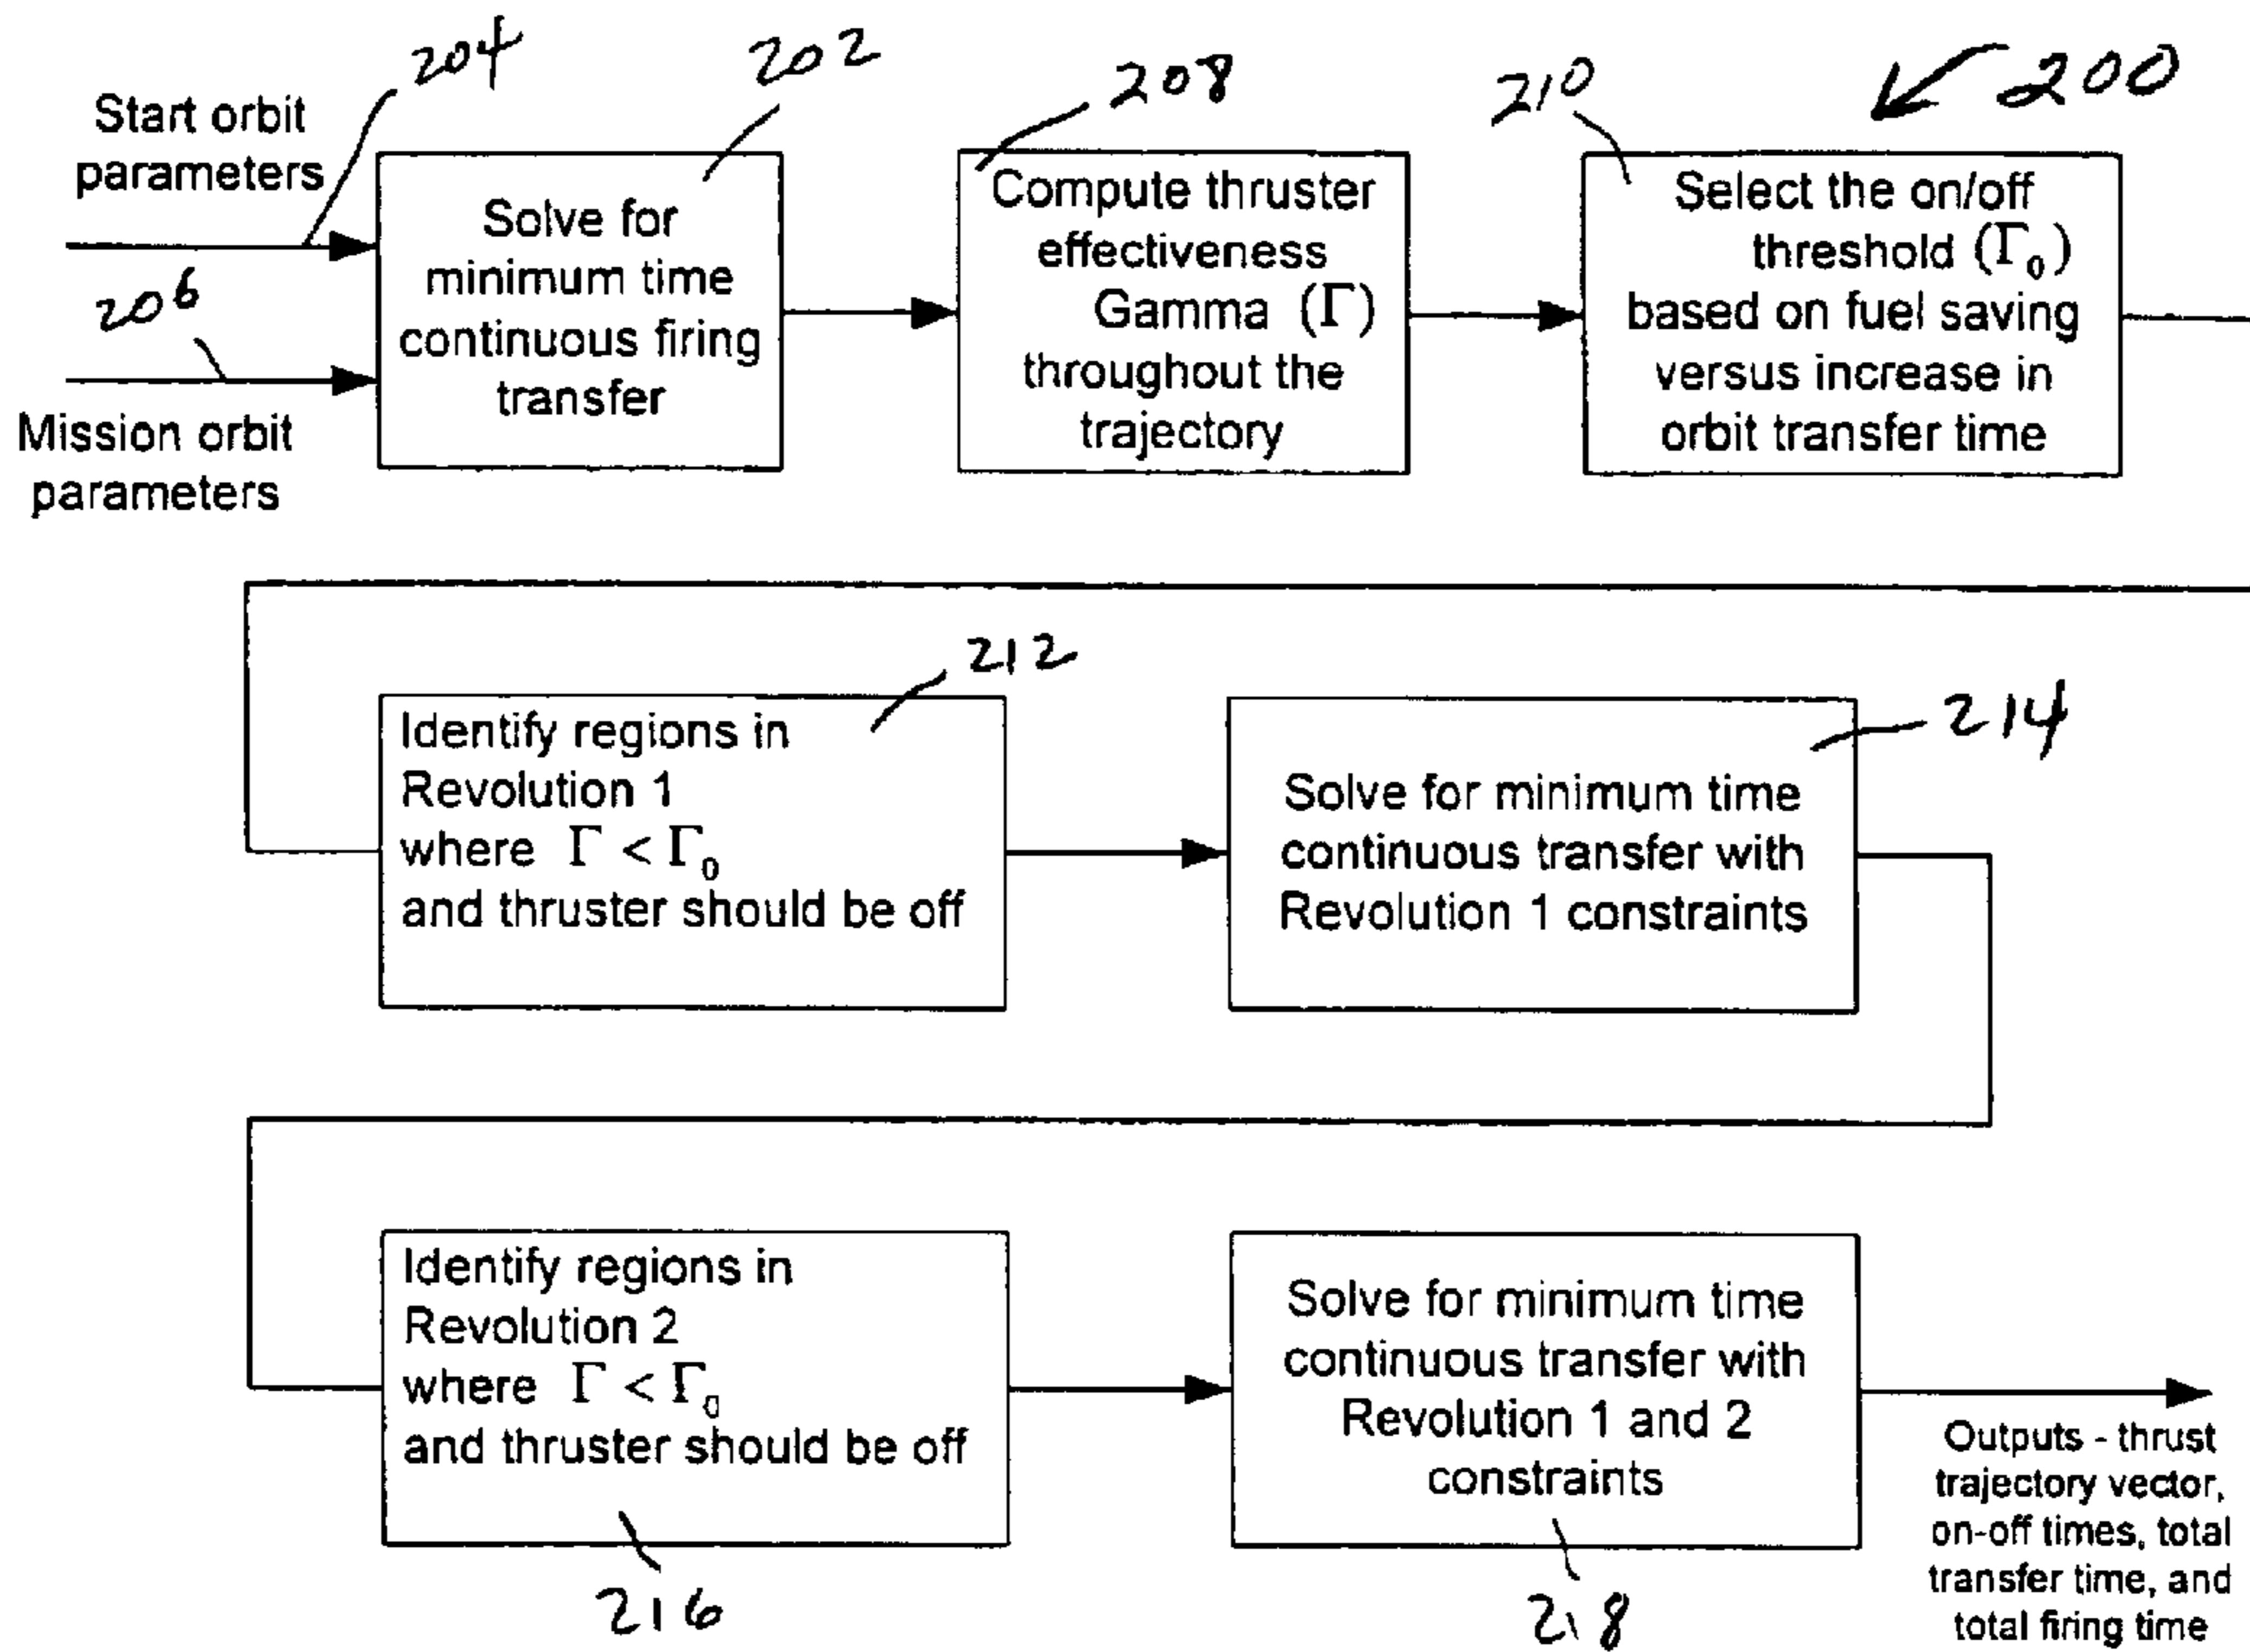 204
202
208
210
200
Start orbit
parameters
206
Mission orbit
parameters
Solve for
minimum time
continuous firing
transfer
Compute thruster
effectiveness
Gamma (Γ)
throughout the
trajectory
Select the on/off
threshold (Γ₀)
based on fuel saving
versus increase in
orbit transfer time
212
Identify regions in
Revolution 1
where Γ < Γ₀
and thruster should be off
214
Solve for minimum time
continuous transfer with
Revolution 1 constraints
Identify regions in
Revolution 2
where Γ < Γ₀
and thruster should be off
216
Solve for minimum time
continuous transfer with
Revolution 1 and 2
constraints
218
Outputs - thrust
trajectory vector,
on-off times, total
transfer time, and
total firing time